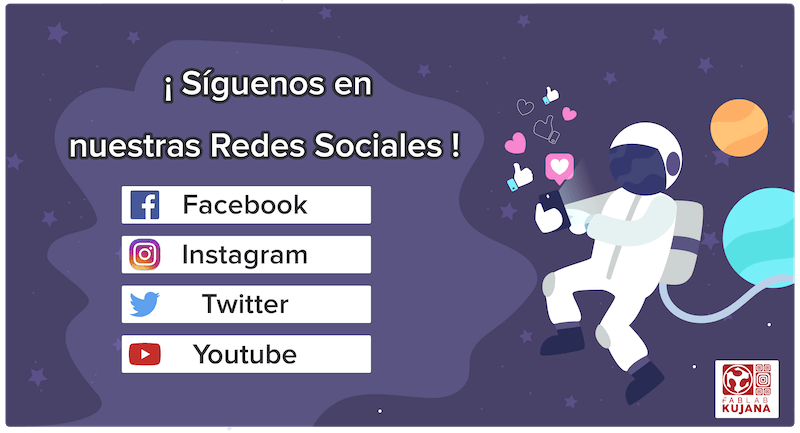 ¡ Síguenos en
nuestras Redes Sociales !
Facebook
Instagram
Twitter
Youtube
FABLAB
KUJANA